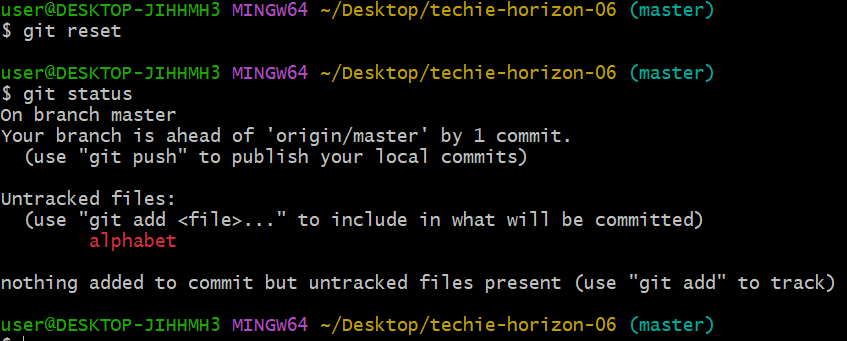 user@DESKTOP-JIHHMH3 MINGW64 ~/Desktop/techie-horizon-06 (master)
$ git reset
user@DESKTOP-JIHHMH3 MINGW64 ~/Desktop/techie-horizon-06 (master)
$ git status
On branch master
Your branch is ahead of 'origin/master' by 1 commit.
  (use "git push" to publish your local commits)
Untracked files:
  (use "git add <file>..." to include in what will be committed)
        alphabet
nothing added to commit but untracked files present (use "git add" to track)
user@DESKTOP-JIHHMH3 MINGW64 ~/Desktop/techie-horizon-06 (master)
$